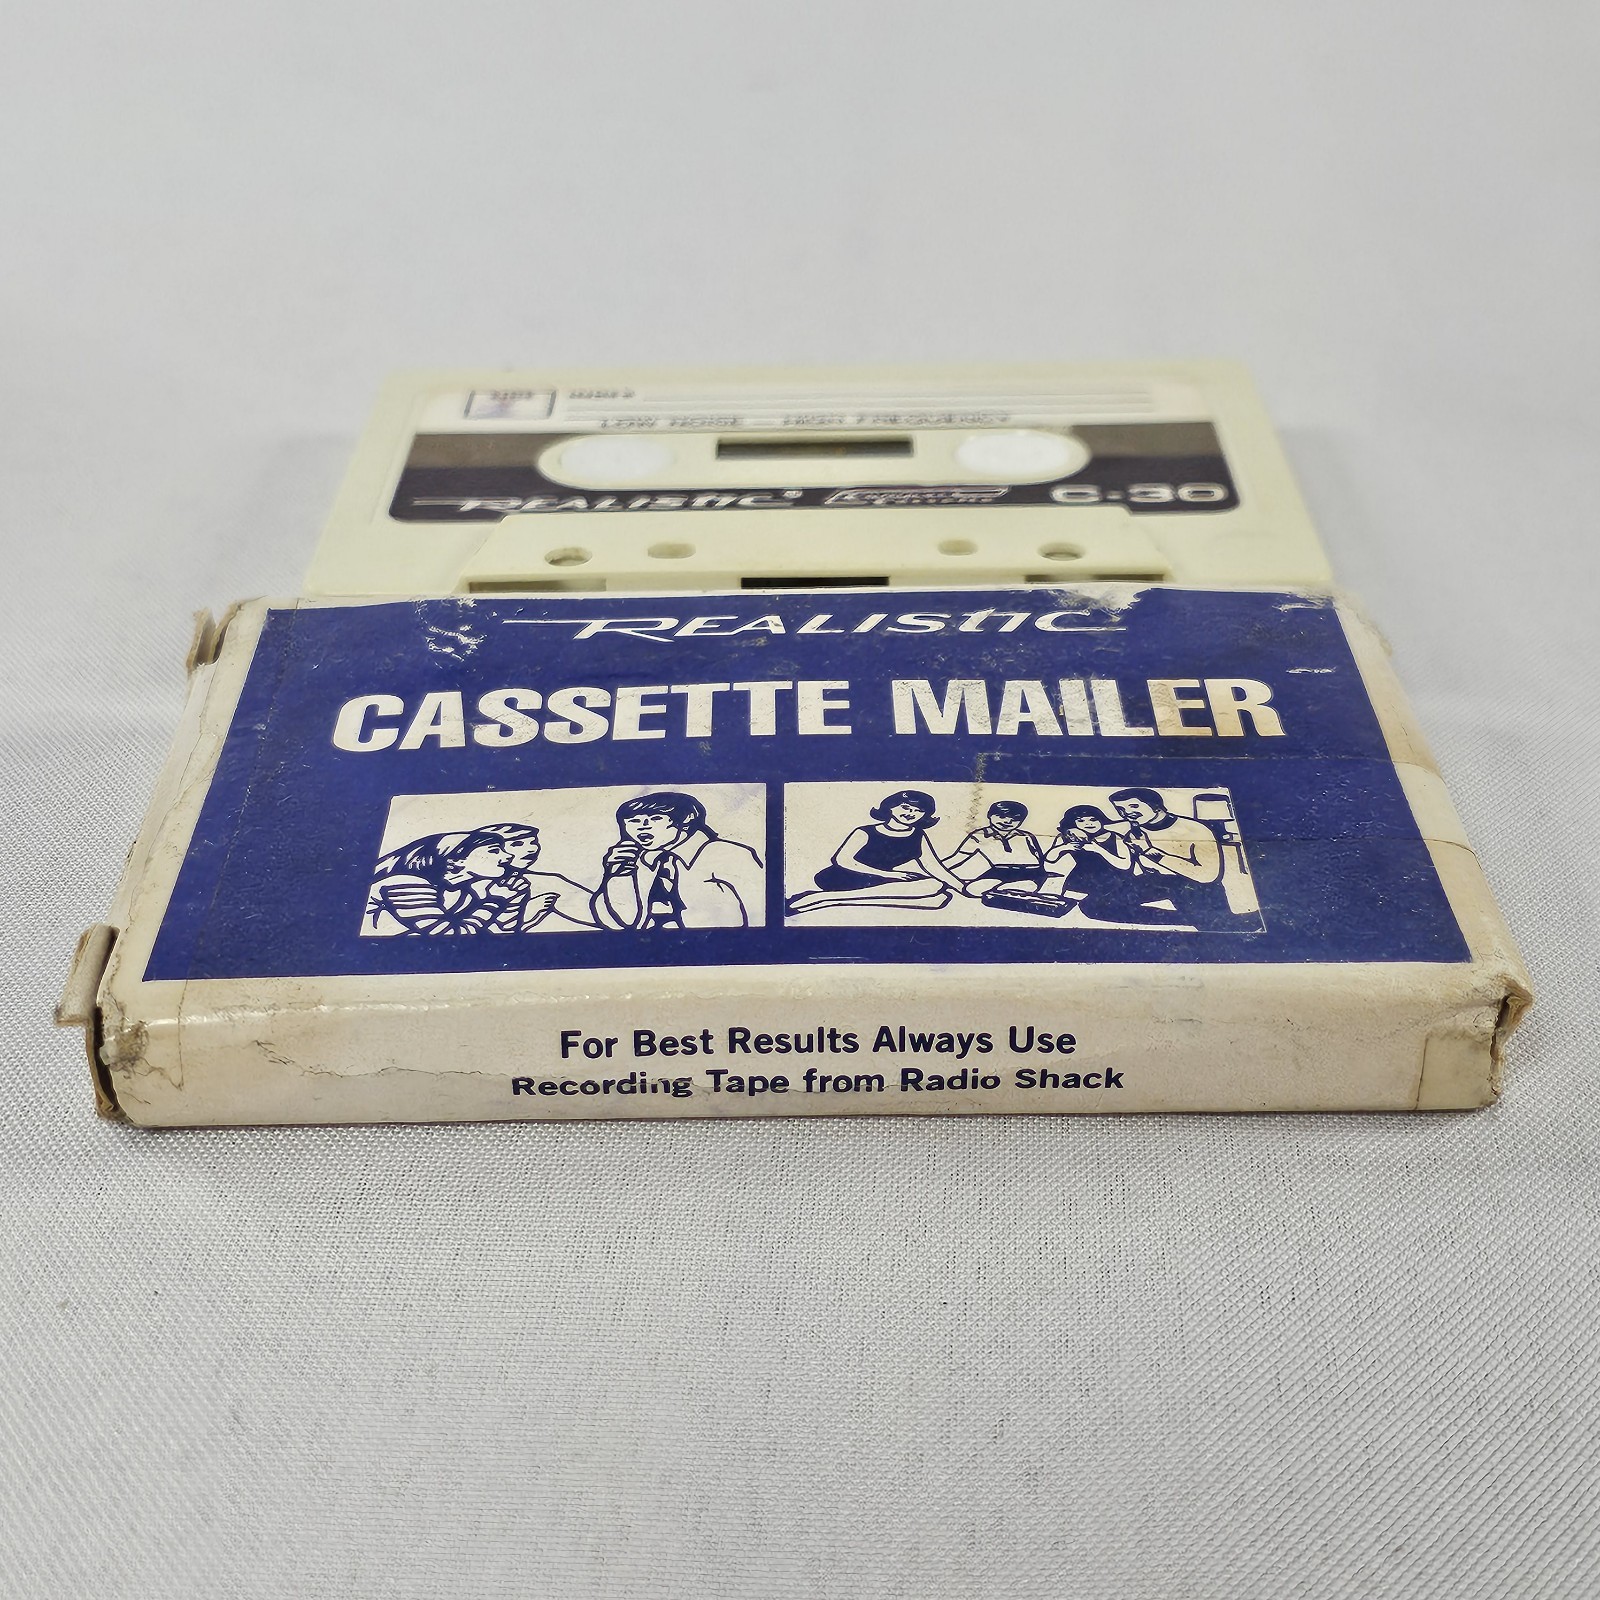 LOW NOISE - HIGH FREQUENCY
REALISTIC® C-30
REALISTIC
CASSETTE MAILER
For Best Results Always Use
Recording Tape from Radio Shack